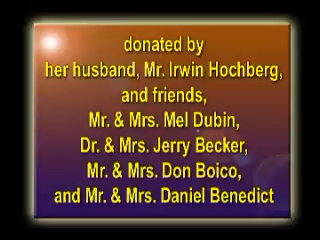 donated by
her husband, Mr. Irwin Hochberg,
and friends,
Mr. & Mrs. Mel Dubin,
Dr. & Mrs. Jerry Becker,
Mr. & Mrs. Don Boico,
and Mr. & Mrs. Daniel Benedict